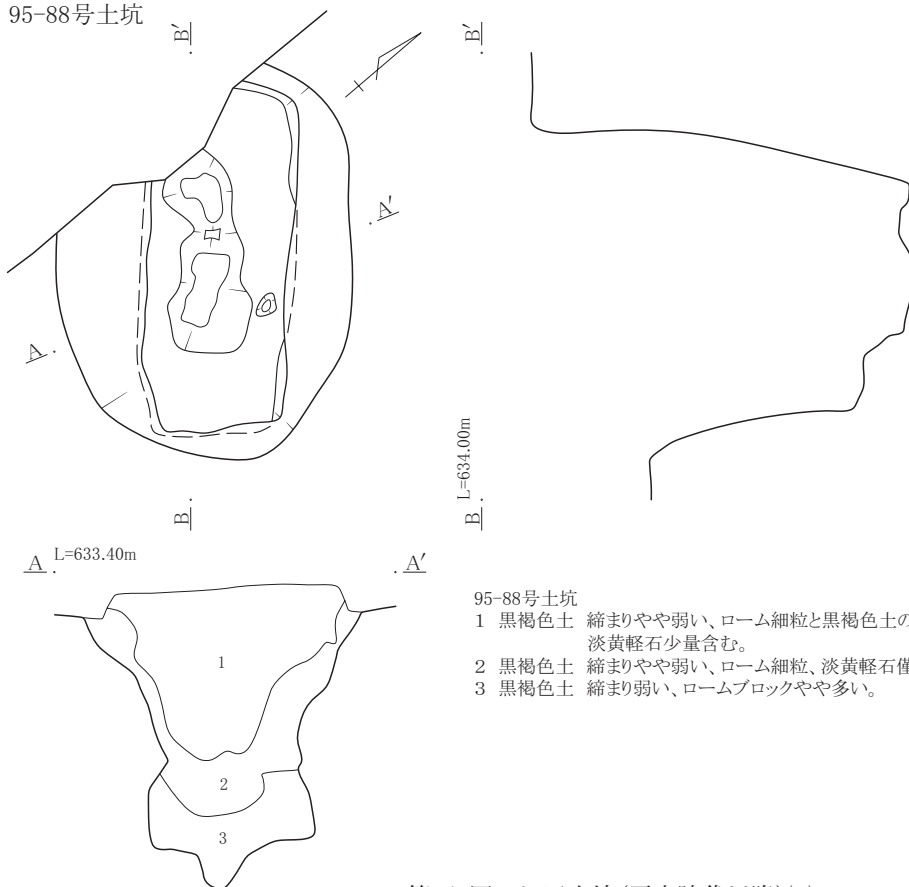 95-88号土坑
B′
B′
A′
A
L=634.00m
B
B
A L=633.40m
A′
1
2
3
95-88号土坑
1 黒褐色土 締まりやや弱い、ローム細粒と黒褐色土の
淡黄軽石少量含む。
2 黒褐色土 締まりやや弱い、ローム細粒、淡黄軽石僅
3 黒褐色土 締まり弱い、ロームブロックやや多い。